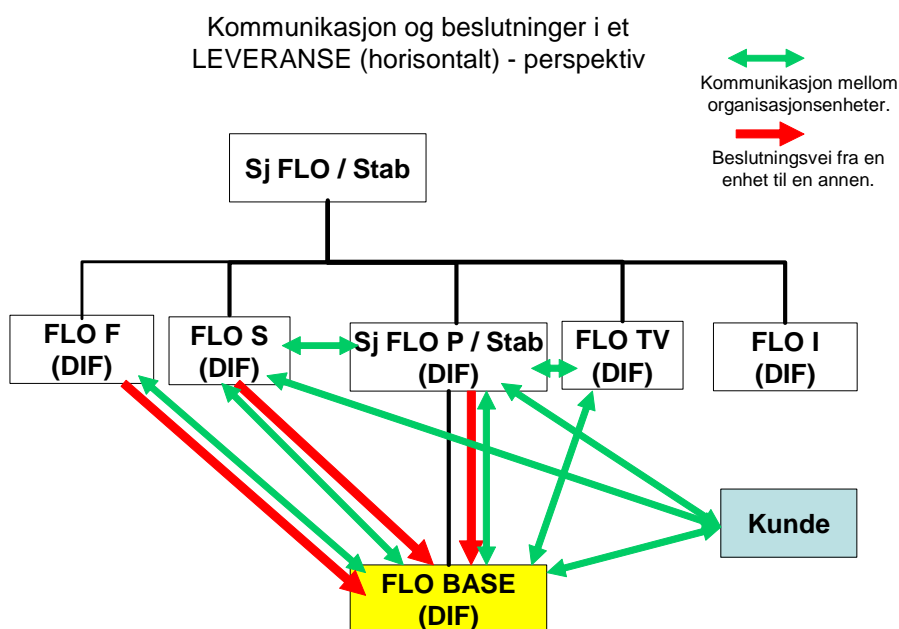 Kommunikasjon og beslutninger i et
LEVERANSE (horisontalt) - perspektiv
Kommunikasjon mellom
organisasjonsenheter.
Beslutningsvei fra en
enhet til en annen.
Sj FLO / Stab
FLO F
(DIF)
FLO S
(DIF)
Sj FLO P / Stab
(DIF)
FLO TV
(DIF)
FLO I
(DIF)
Kunde
FLO BASE
(DIF)